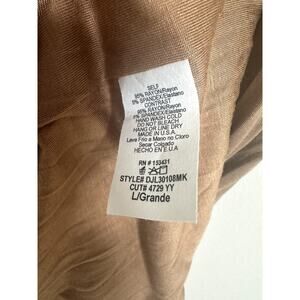 SELF
95% RAYON/Rayon
5% SPANDEX/Elastano
CONTRAST
96% RAYON/Rayon
4% SPANDEX/Elastano
HAND WASH COLD
DO NOT BLEACH
HANG OR LINE DRY
MADE IN U.S.A.
Lave Frio a Mano no Cloro
Secar Colgado
HECHO EN E.U.A.
RN # 153431
STYLE# DJL30108MK
CUT# 4729 YY
L/Grande